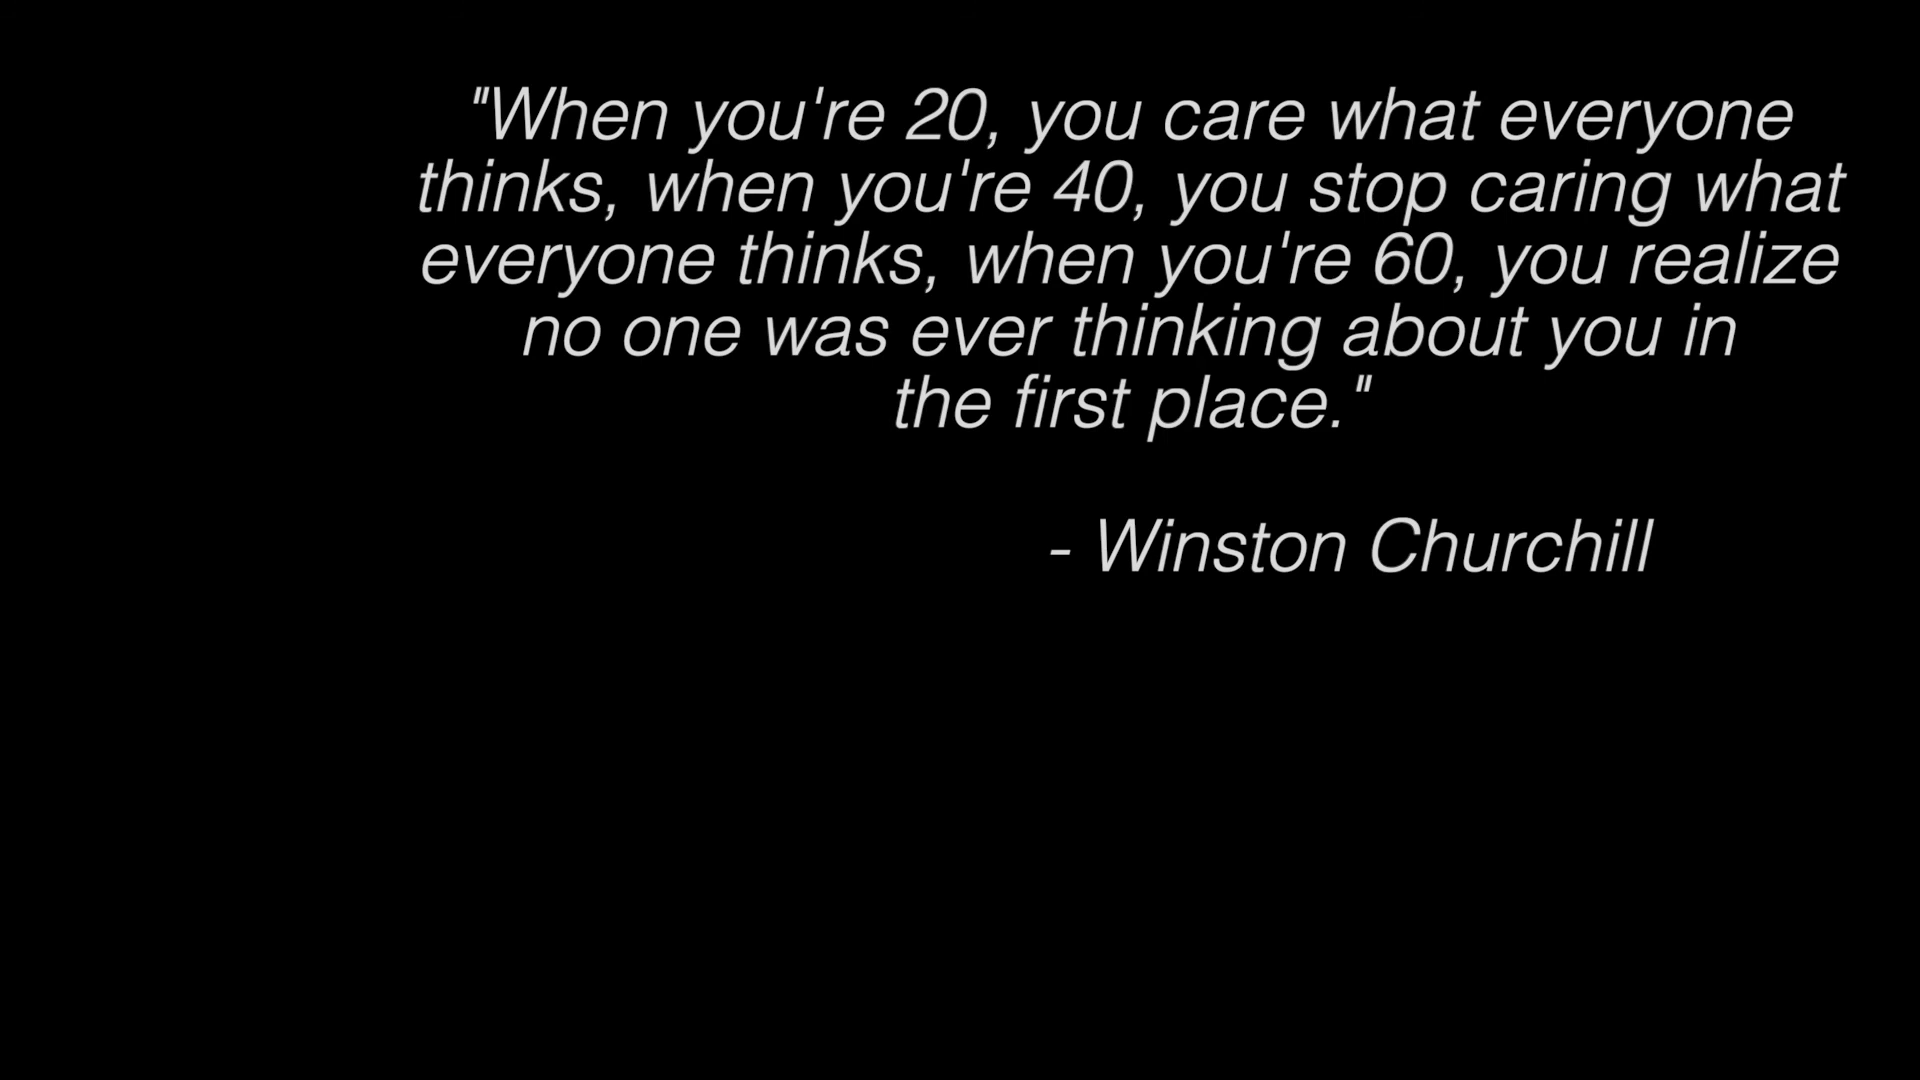 "When you're 20, you care what everyone
thinks, when you're 40, you stop caring what
everyone thinks, when you're 60, you realize
no one was ever thinking about you in
the first place."
- Winston Churchill